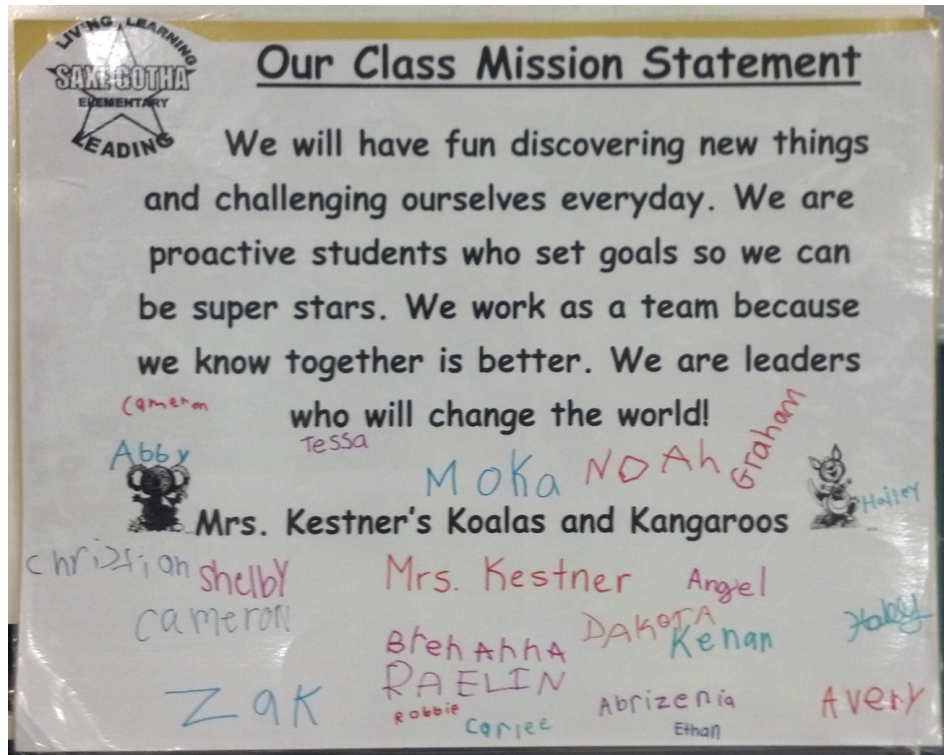 LIVING LEARNING
SAXE GOTHA
ELEMENTARY
LEADING
Our Class Mission Statement
We will have fun discovering new things
and challenging ourselves everyday. We are
proactive students who set goals so we can
be super stars. We work as a team because
we know together is better. We are leaders
who will change the world!
Cameron
Tessa
Graham
Abby
MoKa
NOAh
Hailey
Mrs. Kestner's Koalas and Kangaroos
christian
Shelby
Mrs. Kestner
Angel
cameron
DAKOTA
Kenan
BrehAhhA
RAELIN
Zak
Robbie
Carlee
Abrizenia
Ethan
Avery